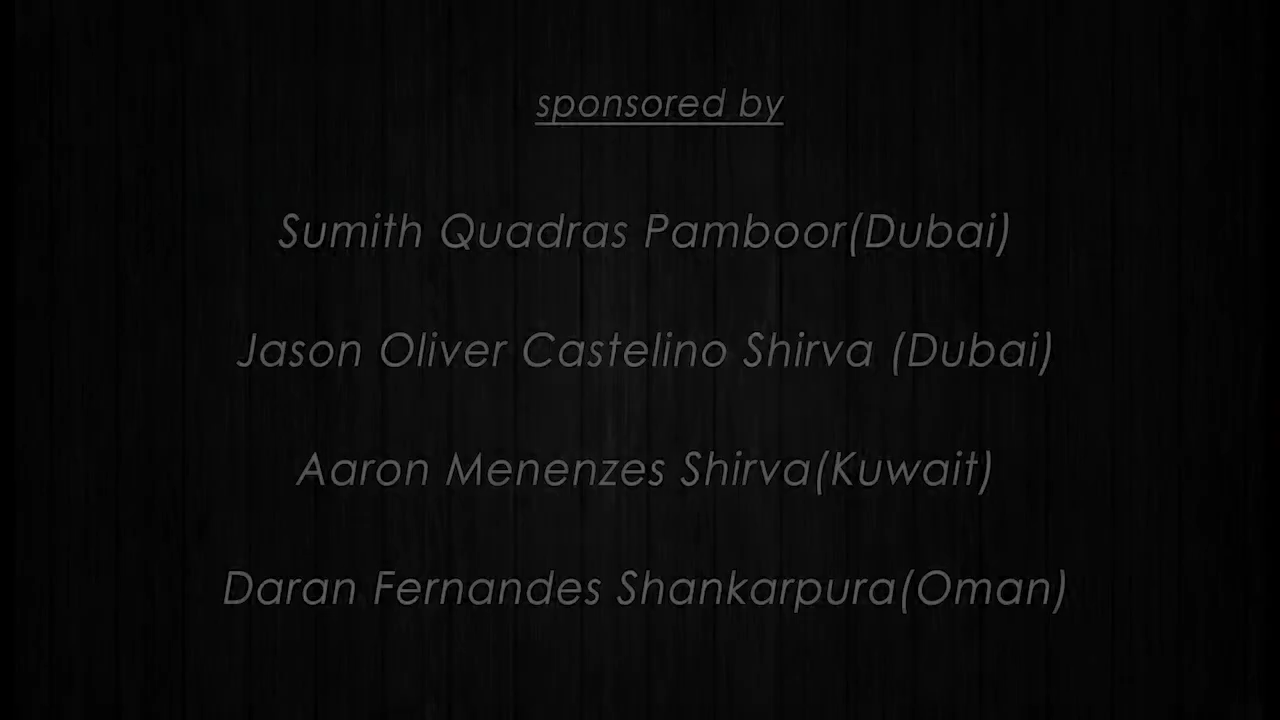 sponsored by
Sumith Quadras Pamboor(Dubai)
Jason Oliver Castelino Shirva (Dubai)
Aaron Menenzes Shirva(Kuwait)
Daran Fernandes Shankarpura(Oman)